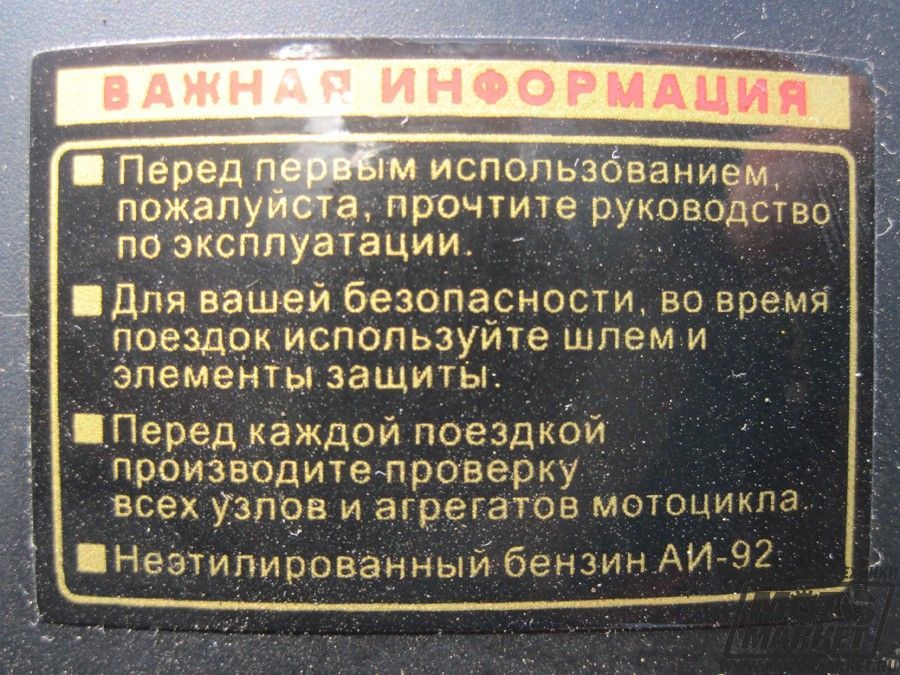 ВАЖНАЯ ИНФОРМАЦИЯ
Перед первым использованием,
пожалуйста, прочтите руководство
по эксплуатации.
Для вашей безопасности, во время
поездок используйте шлем и
элементы защиты.
Перед каждой поездкой
производите проверку
всех узлов и агрегатов мотоцикла.
Неэтилированный бензин АИ-92
MARKET